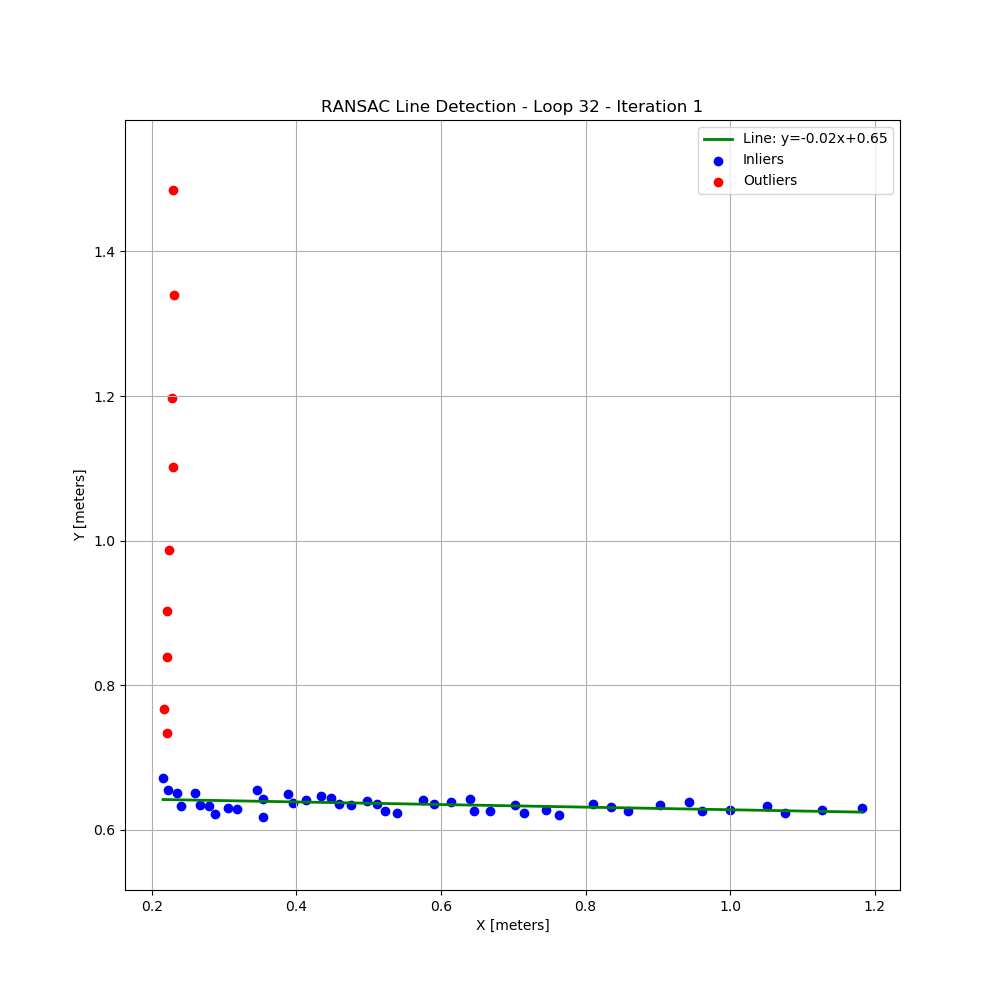 RANSAC Line Detection - Loop 32 - Iteration 1
Line: y=-0.02x+0.65
Inliers
Outliers
1.4
1.2
1.0
0.8
0.6
Y [meters]
0.2 0.4 0.6 0.8 1.0 1.2
X [meters]